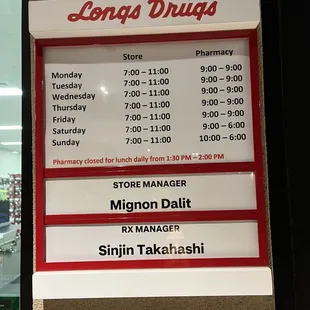 Longs Drugs
Store Pharmacy
Monday 7:00 – 11:00 9:00 – 9:00
Tuesday 7:00 – 11:00 9:00 – 9:00
Wednesday 7:00 – 11:00 9:00 – 9:00
Thursday 7:00 – 11:00 9:00 – 9:00
Friday 7:00 – 11:00 9:00 – 9:00
Saturday 7:00 – 11:00 9:00 – 6:00
Sunday 7:00 – 11:00 10:00 – 6:00
Pharmacy closed for lunch daily from 1:30 PM – 2:00 PM
STORE MANAGER
Mignon Dalit
RX MANAGER
Sinjin Takahashi